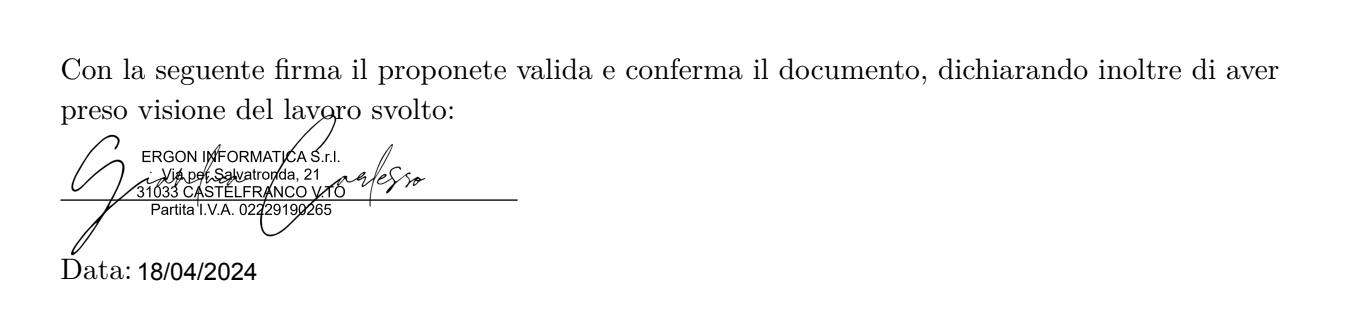 Con la seguente firma il proponete valida e conferma il documento, dichiarando inoltre di aver
preso visione del lavoro svolto:
ERGON INFORMATICA S.r.l.
Via per Salvatronda, 21
31033 CASTELFRANCO V.TO
Partita I.V.A. 02229190265
Data: 18/04/2024